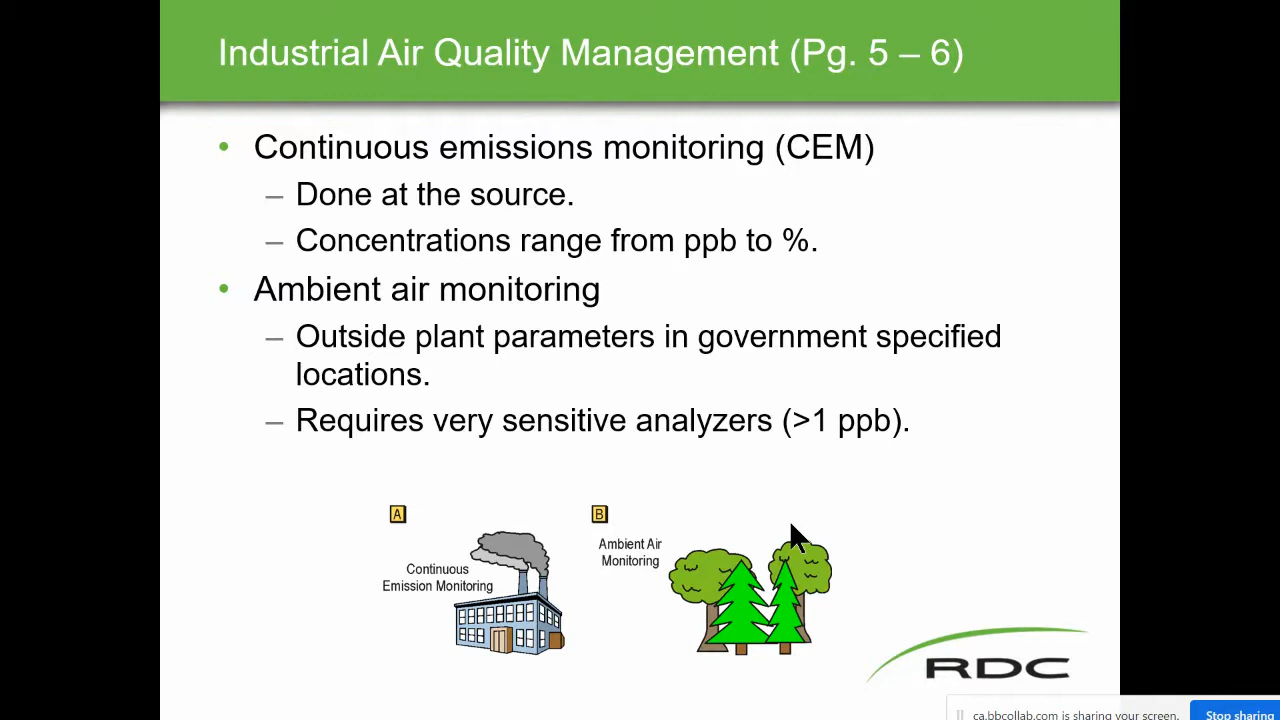 Industrial Air Quality Management (Pg. 5 – 6)
• Continuous emissions monitoring (CEM)
– Done at the source.
– Concentrations range from ppb to %.
• Ambient air monitoring
– Outside plant parameters in government specified
locations.
– Requires very sensitive analyzers (>1 ppb).
A
Continuous
Emission Monitoring
B
Ambient Air
Monitoring
RDC
ca.bbcollab.com is sharing your screen.
Stop sharing